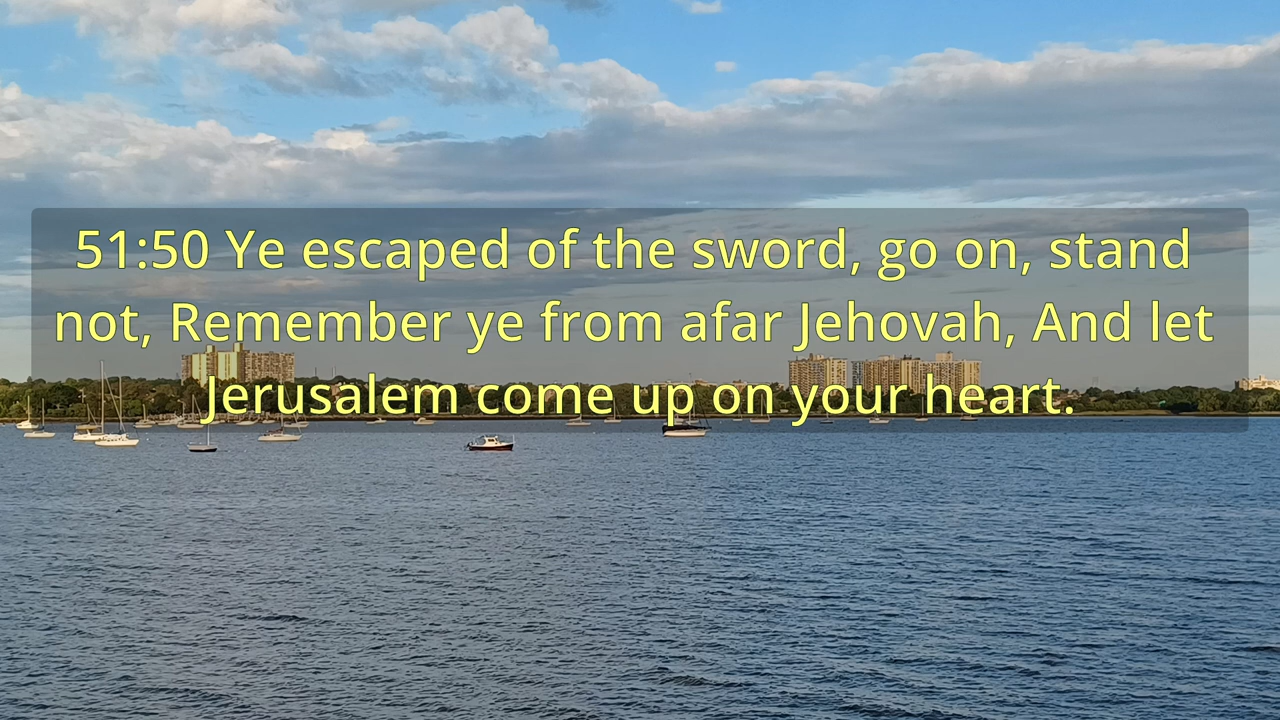 51:50 Ye escaped of the sword, go on, stand
not, Remember ye from afar Jehovah, And let
Jerusalem come up on your heart.